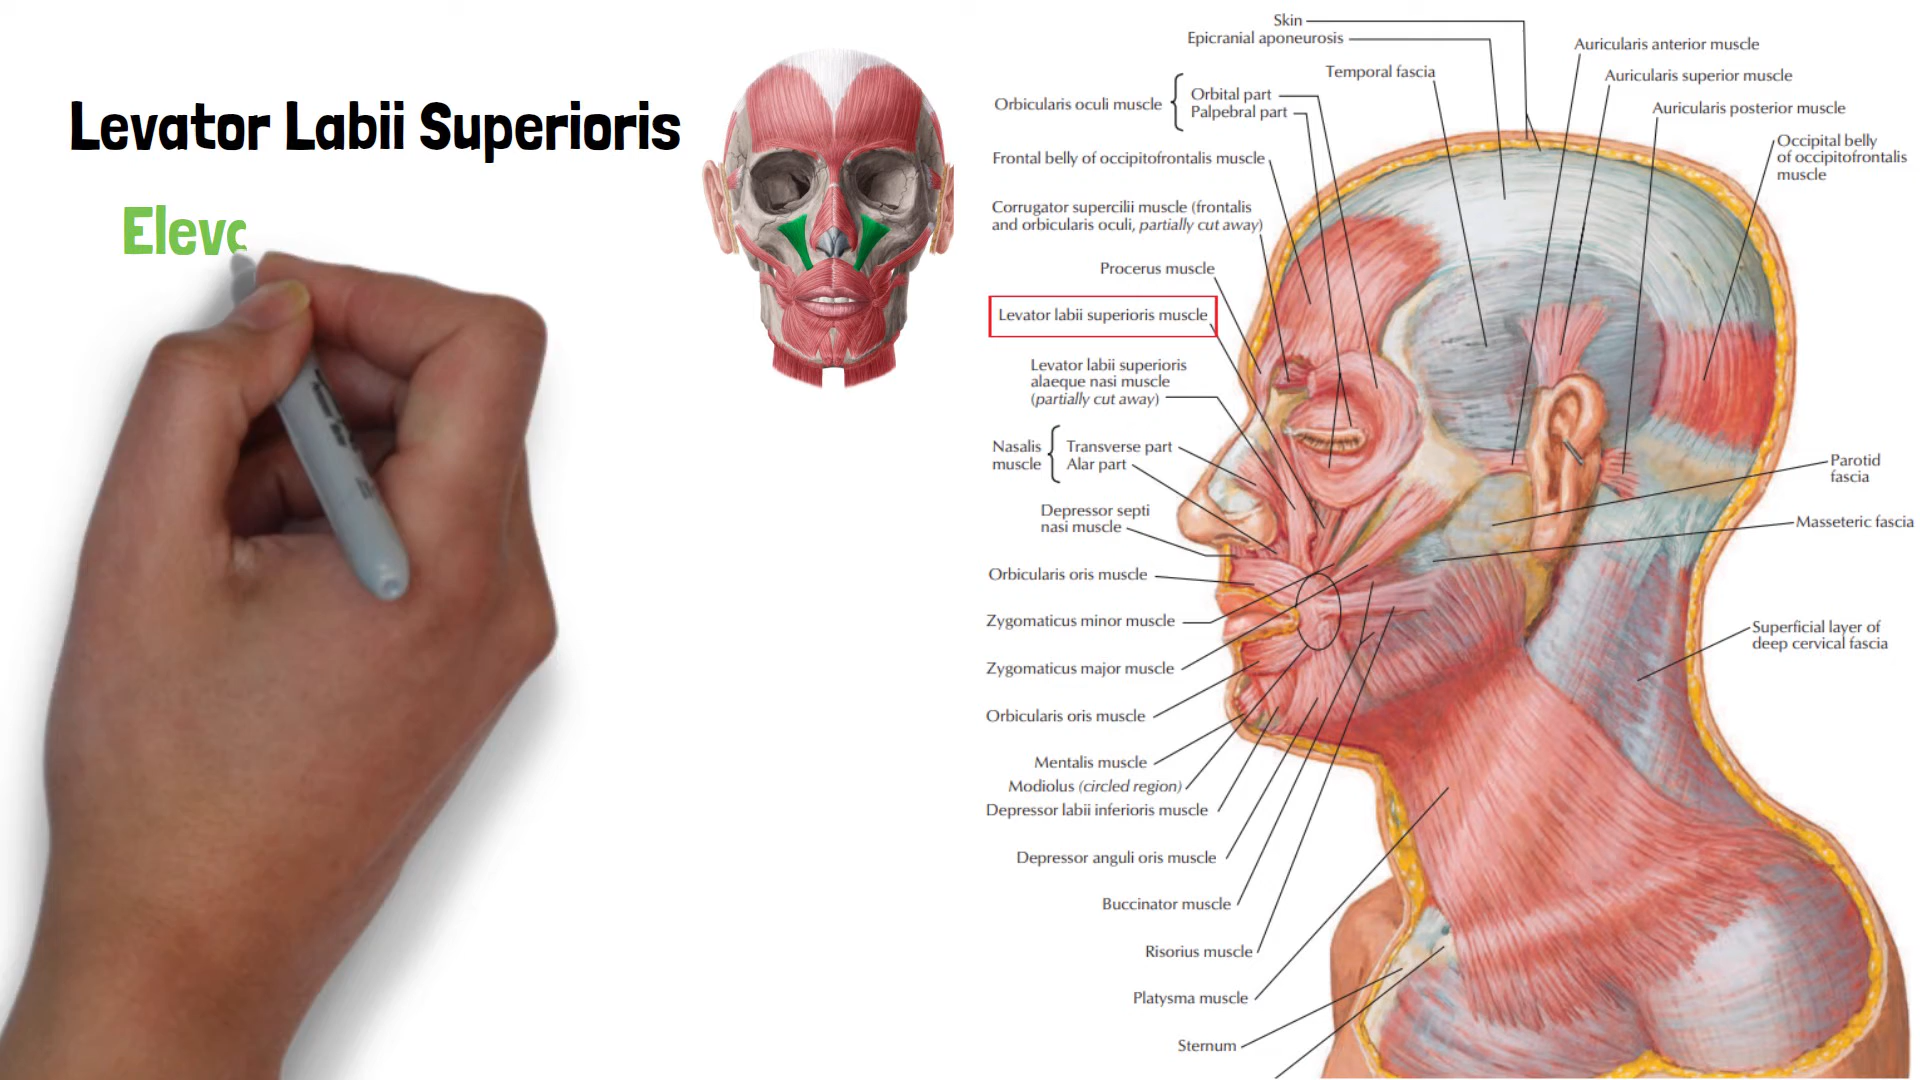 Levator Labii Superioris
Elevo
Skin
Epicranial aponeurosis
Temporal fascia
Orbicularis oculi muscle
Orbital part
Palpebral part
Frontal belly of occipitofrontalis muscle
Corrugator supercilii muscle (frontalis
and orbicularis oculi, partially cut away)
Procerus muscle
Levator labii superioris muscle
Levator labii superioris
alaeque nasi muscle
(partially cut away)
Nasalis
muscle
Transverse part
Alar part
Depressor septi
nasi muscle
Orbicularis oris muscle
Zygomaticus minor muscle
Zygomaticus major muscle
Orbicularis oris muscle
Mentalis muscle
Modiolus (circled region)
Depressor labii inferioris muscle
Depressor anguli oris muscle
Buccinator muscle
Risorius muscle
Platysma muscle
Sternum
Auricularis anterior muscle
Auricularis superior muscle
Auricularis posterior muscle
Occipital belly
of occipitofrontalis
muscle
Parotid
fascia
Masseteric fascia
Superficial layer of
deep cervical fascia